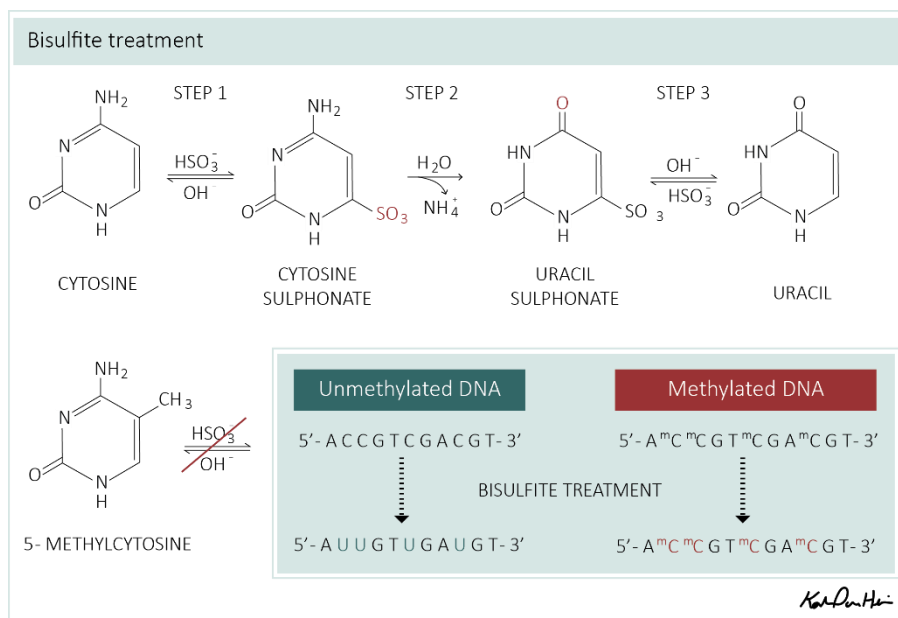 Bisulfite treatment
STEP 1
STEP 2
STEP 3
NH₂
N
O
N
H
CYTOSINE
HSO₃⁻
OH⁻
NH₂
N
O
N
H
SO₃
CYTOSINE
SULPHONATE
H₂O
NH₄⁺
O
HN
O
N
H
SO 3
URACIL
SULPHONATE
OH⁻
HSO₃⁻
O
HN
O
N
H
URACIL
NH₂
CH₃
N
O
N
H
5- METHYLCYTOSINE
HSO₃⁻
OH⁻
Unmethylated DNA
Methylated DNA
5’- A C C G T C G A C G T- 3’
5’- A ᵐC ᵐC G T ᵐC G A ᵐC G T- 3’
BISULFITE TREATMENT
5’- A U U G T U G A U G T- 3’
5’- A ᵐC ᵐC G T ᵐC G A ᵐC G T- 3’